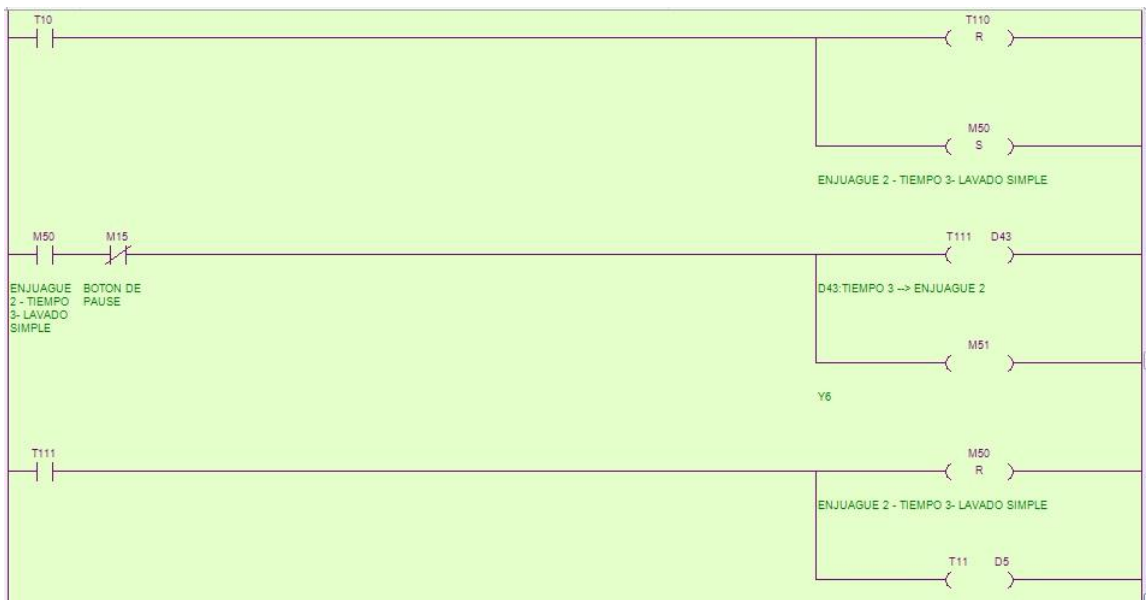 T10
T110
R
M50
S
ENJUAGUE 2 - TIEMPO 3- LAVADO SIMPLE
M50
M15
T111 D43
ENJUAGUE
2 - TIEMPO
3- LAVADO
SIMPLE
BOTON DE
PAUSE
D43:TIEMPO 3 --> ENJUAGUE 2
M51
Y6
T111
M50
R
ENJUAGUE 2 - TIEMPO 3- LAVADO SIMPLE
T11 D5